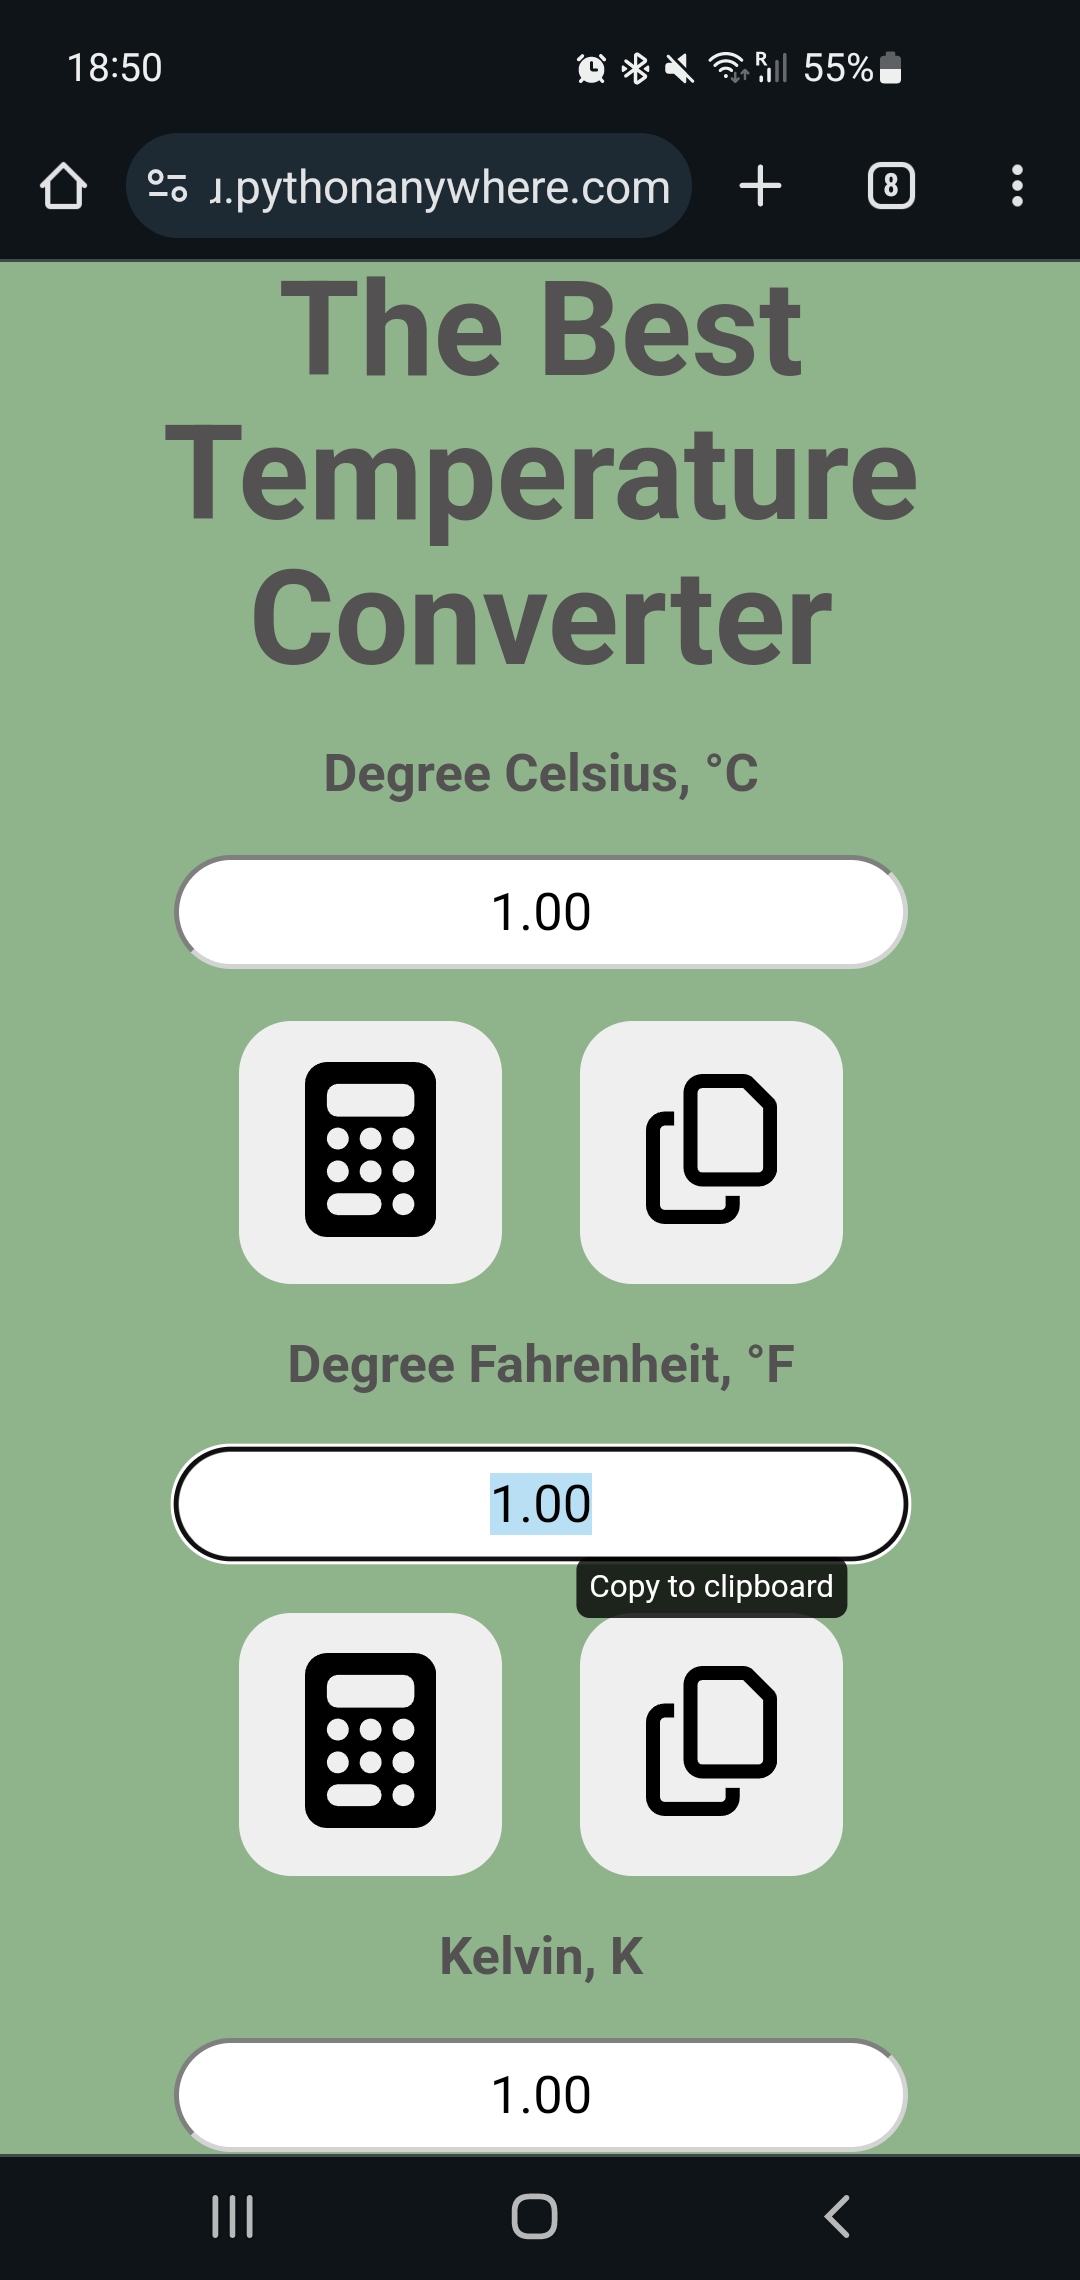 18:50
R
55%
.pythonanywhere.com
8
The Best
Temperature
Converter
Degree Celsius, °C
1.00
Degree Fahrenheit, °F
1.00
Copy to clipboard
Kelvin, K
1.00